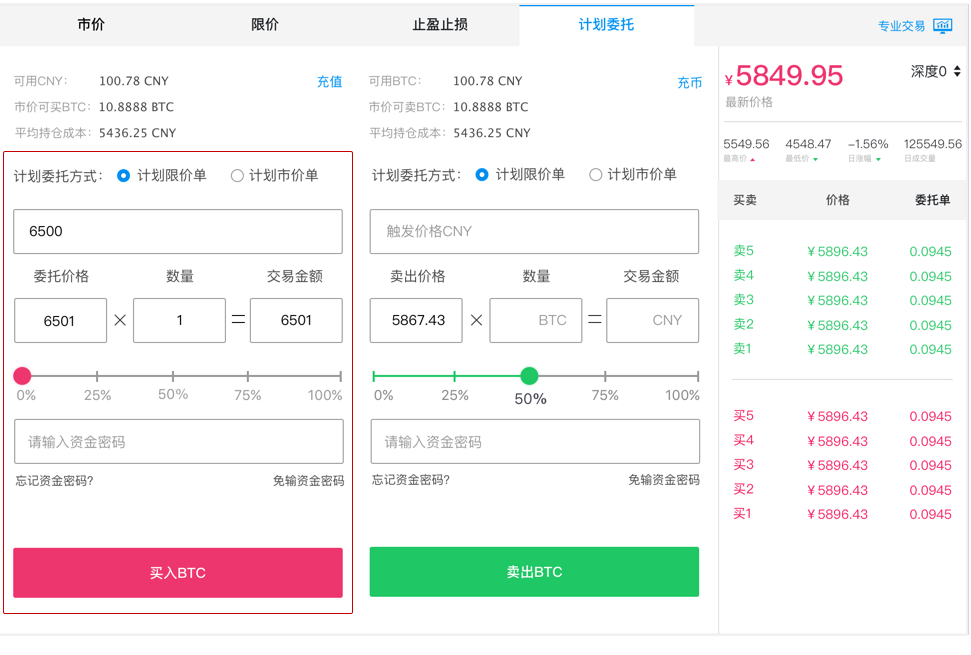 市价 限价 止盈止损 计划委托 专业交易
可用CNY: 100.78 CNY 充值
市价可买BTC: 10.8888 BTC
平均持仓成本: 5436.25 CNY
计划委托方式: 计划限价单 计划市价单
6500
委托价格 数量 交易金额
6501 × 1 = 6501
0% 25% 50% 75% 100%
请输入资金密码
忘记资金密码? 免输资金密码
买入BTC
可用BTC: 100.78 CNY 充币
市价可卖BTC: 10.8888 BTC
平均持仓成本: 5436.25 CNY
计划委托方式: 计划限价单 计划市价单
触发价格CNY
卖出价格 数量 交易金额
5867.43 × BTC = CNY
0% 25% 50% 75% 100%
请输入资金密码
忘记资金密码? 免输资金密码
卖出BTC
¥5849.95 深度0
最新价格
5549.56 4548.47 -1.56% 125549.56
最高价 最低价 日涨幅 日成交量
买卖 价格 委托单
卖5 ¥5896.43 0.0945
卖4 ¥5896.43 0.0945
卖3 ¥5896.43 0.0945
卖2 ¥5896.43 0.0945
卖1 ¥5896.43 0.0945
买5 ¥5896.43 0.0945
买4 ¥5896.43 0.0945
买3 ¥5896.43 0.0945
买2 ¥5896.43 0.0945
买1 ¥5896.43 0.0945